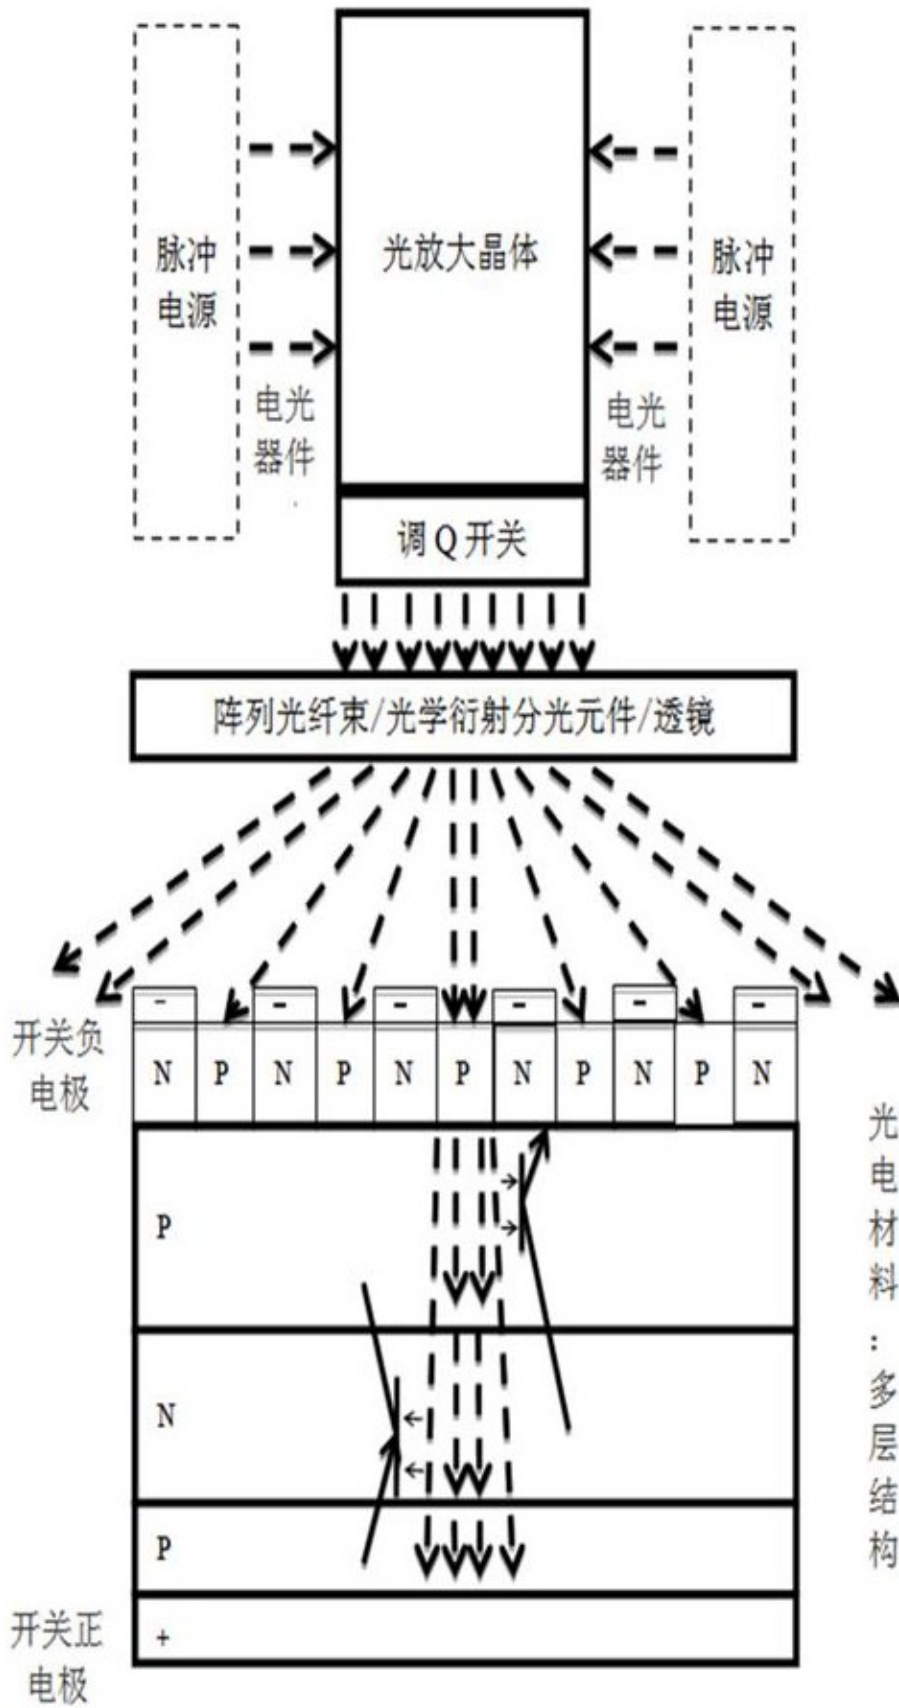 脉冲
电源
光放大晶体
脉冲
电源
电光
器件
电光
器件
调Q开关
阵列光纤束/光学衍射分光元件/透镜
- - - - - -
开关负
电极
N P N P N P N P N P N
P
N
P
光电材料：多层结构
开关正
电极
+